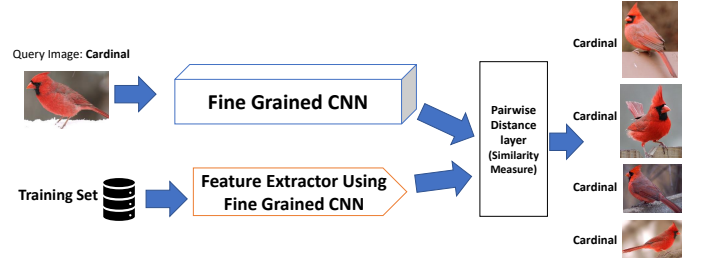 Query Image: Cardinal
Fine Grained CNN
Training Set
Feature Extractor Using
Fine Grained CNN
Pairwise
Distance
layer
(Similarity
Measure)
Cardinal
Cardinal
Cardinal
Cardinal